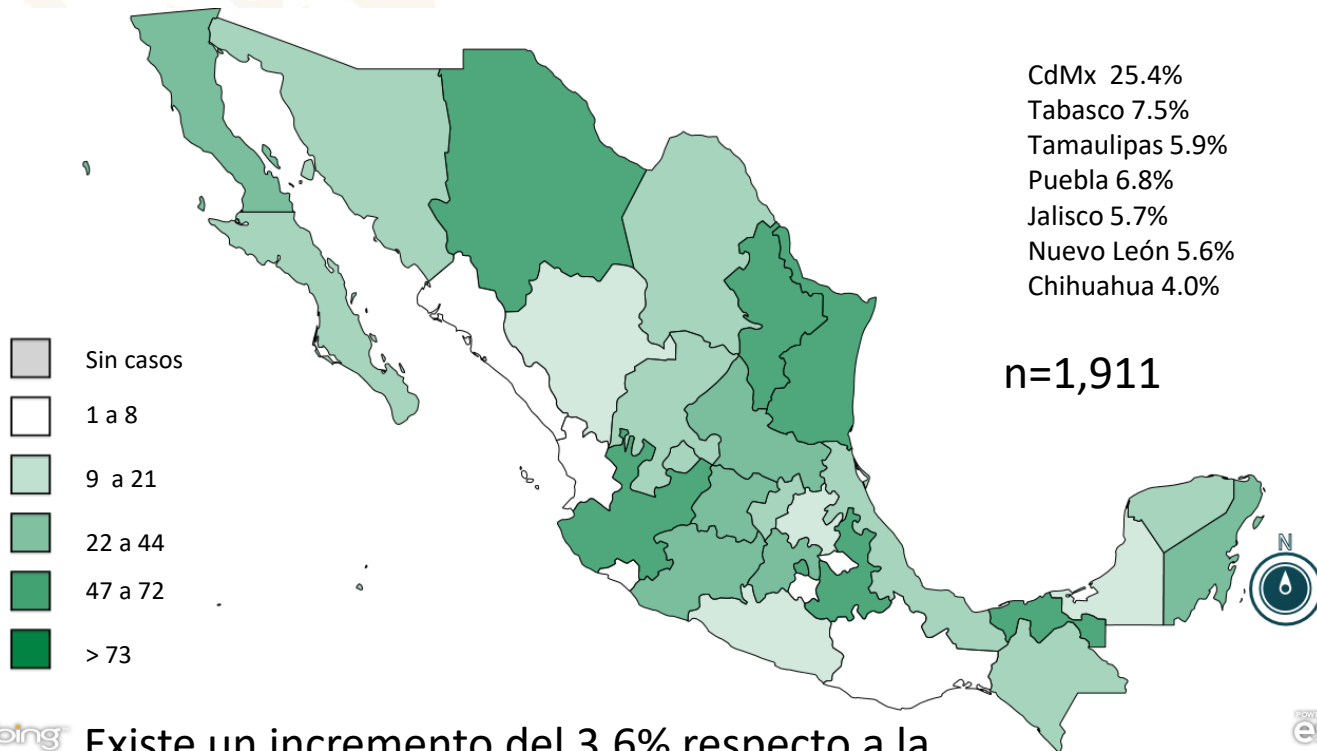 CdMx 25.4%
Tabasco 7.5%
Tamaulipas 5.9%
Puebla 6.8%
Jalisco 5.7%
Nuevo León 5.6%
Chihuahua 4.0%
n=1,911
Sin casos
1 a 8
9 a 21
22 a 44
47 a 72
> 73
N
bing
Existe un incremento del 3.6% respecto a la